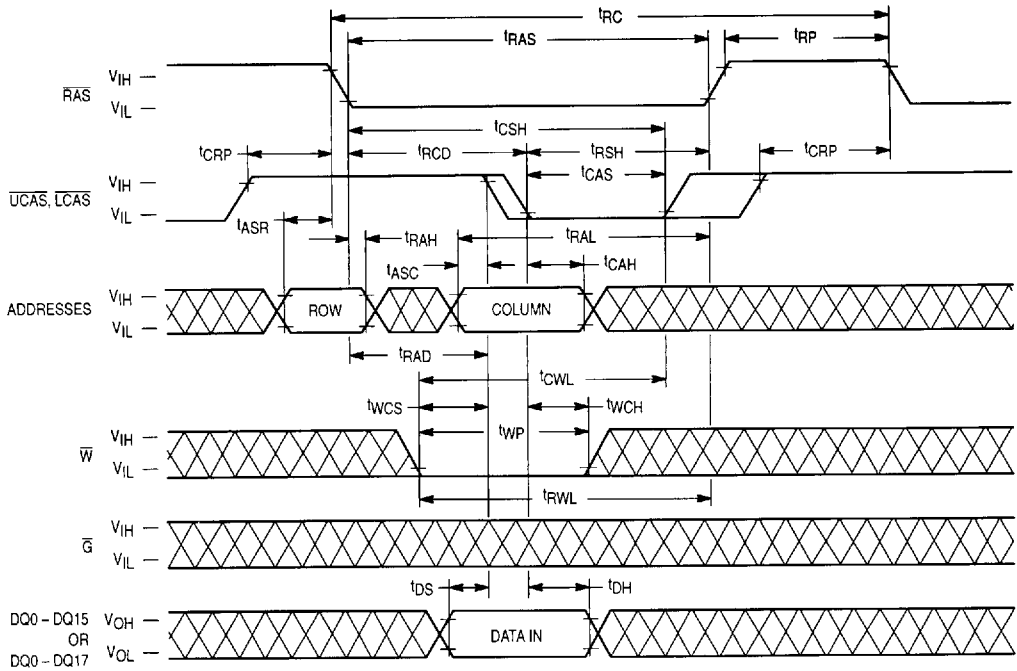 tRC
tRAS
tRP
RAS
VIH
VIL
tCSH
tCRP
tRCD
tRSH
tCRP
tCAS
UCAS, LCAS
VIH
VIL
tASR
tRAH
tRAL
tASC
tCAH
ADDRESSES
VIH
VIL
ROW
COLUMN
tRAD
tCWL
tWCS
tWCH
tWP
W
VIH
VIL
tRWL
G
VIH
VIL
tDS
tDH
DQ0 – DQ15
OR
DQ0 – DQ17
VOH
VOL
DATA IN